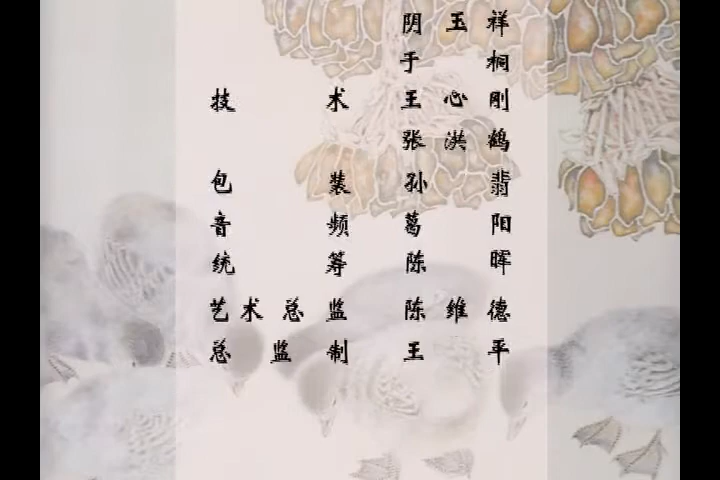 阴玉祥
于桐
技术 王心刚
张洪鹤
包装 孙翡
音频 葛阳
统筹 陈晖
艺术总监 陈维德
总监制 王平